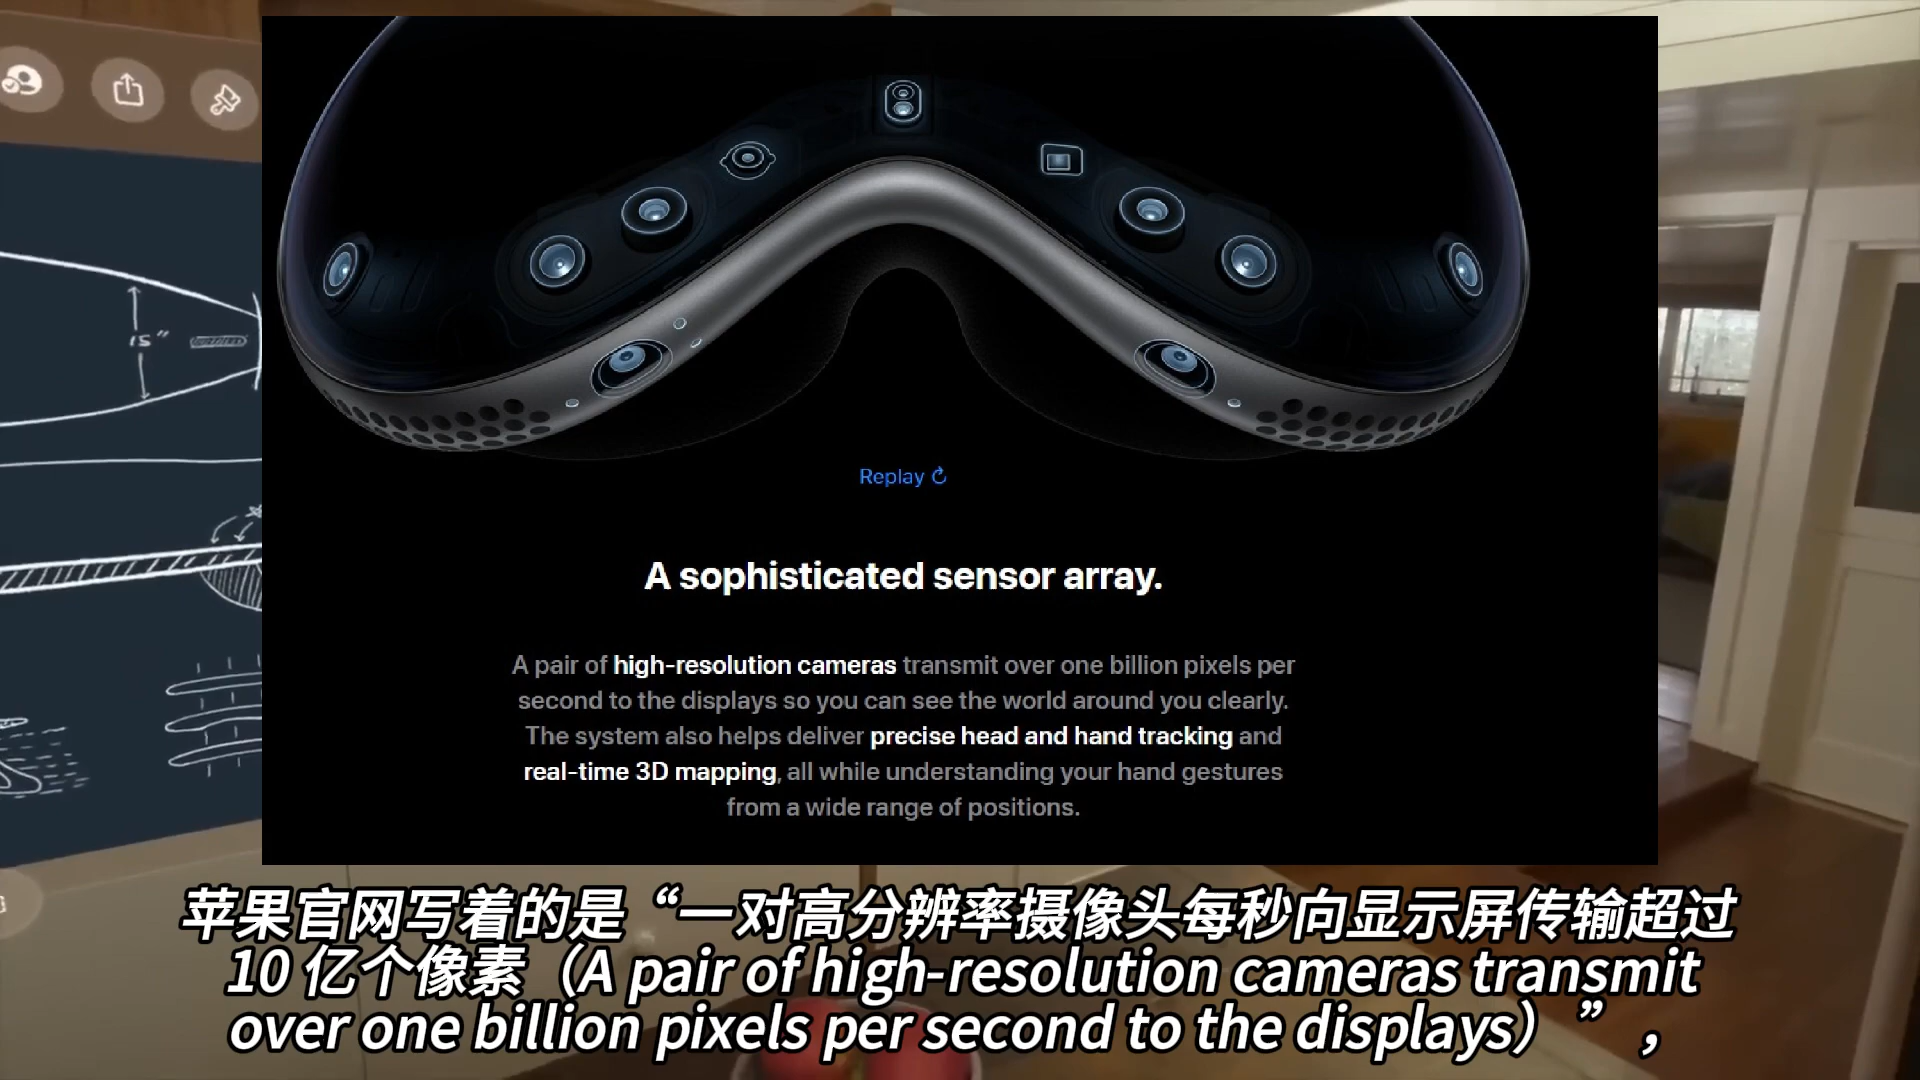 15"
Replay
A sophisticated sensor array.
A pair of high-resolution cameras transmit over one billion pixels per
second to the displays so you can see the world around you clearly.
The system also helps deliver precise head and hand tracking and
real-time 3D mapping, all while understanding your hand gestures
from a wide range of positions.
苹果官网写着的是“一对高分辨率摄像头每秒向显示屏传输超过
10 亿个像素（A pair of high-resolution cameras transmit
over one billion pixels per second to the displays）”，